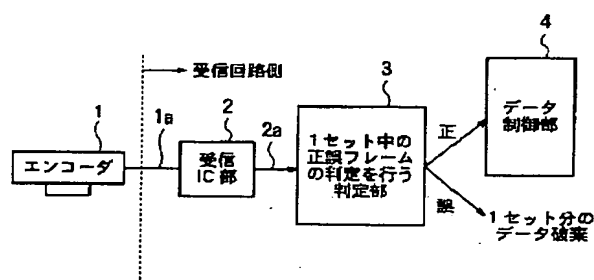 4
3
受信回路側
データ
制御部
1
1a
2
2a
正
エンコーダ
受信
IC部
1セット中の
正誤フレーム
の判定を行う
判定部
誤
1セット分の
データ破棄